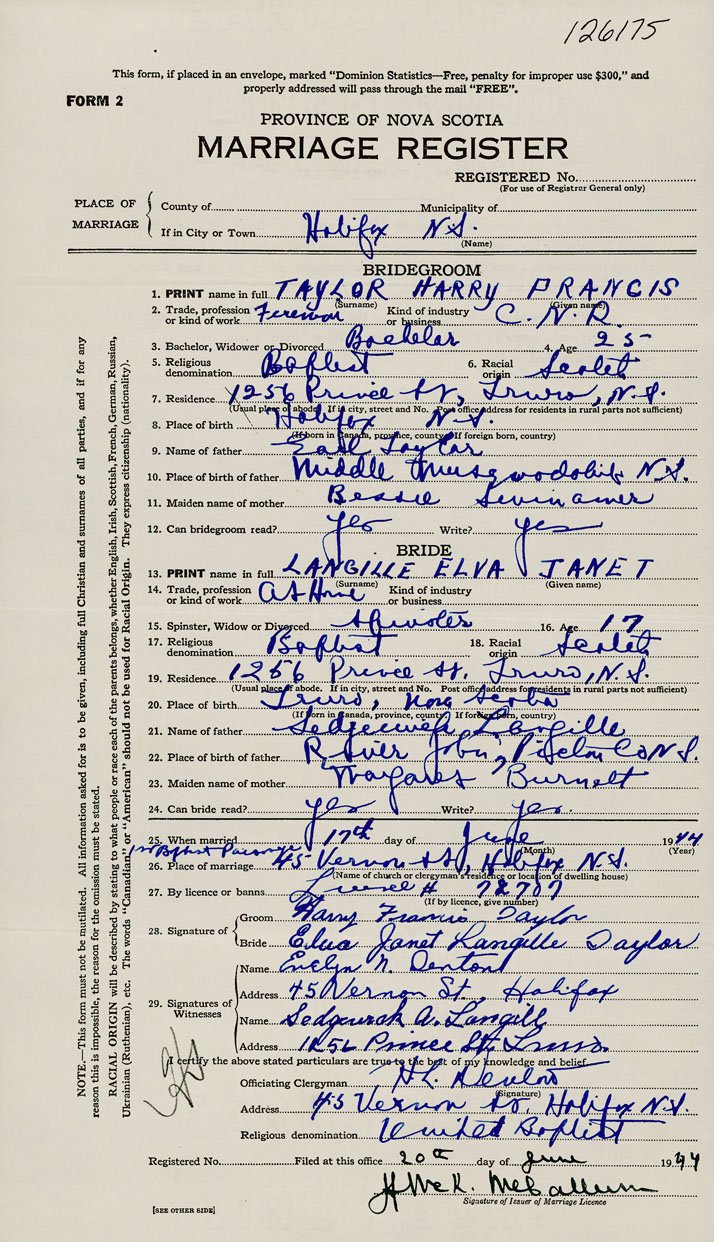 126175
This form, if placed in an envelope, marked “Dominion Statistics—Free, penalty for improper use $300,” and
properly addressed will pass through the mail “FREE”.
FORM 2
PROVINCE OF NOVA SCOTIA
MARRIAGE REGISTER
REGISTERED No.
(For use of Registrar General only)
PLACE OF MARRIAGE
County of Municipality of
If in City or Town Halifax N.S.
(Name)
BRIDEGROOM
1. PRINT name in full TAYLOR HARRY FRANCIS
(Surname) (Given name)
2. Trade, profession or kind of work Fireman Kind of industry or business C.N.R.
3. Bachelor, Widower or Divorced Bachelor 4. Age 25
5. Religious denomination Baptist 6. Racial origin Scotch
7. Residence 1256 Prince St, Truro, N.S.
(Usual place of abode. If in city, street and No. Post office address for residents in rural parts not sufficient)
8. Place of birth Halifax N.S.
(If born in Canada, province, county. If foreign born, country)
9. Name of father Earl Taylor
10. Place of birth of father Middle N.S.
11. Maiden name of mother Bessie
12. Can bridegroom read? yes Write? yes
BRIDE
13. PRINT name in full LANGILLE ELVA JANET
(Surname) (Given name)
14. Trade, profession or kind of work At Home Kind of industry or business
15. Spinster, Widow or Divorced Spinster 16. Age 17
17. Religious denomination Baptist 18. Racial origin Scotch
19. Residence 1256 Prince St. Truro, N.S.
(Usual place of abode. If in city, street and No. Post office address for residents in rural parts not sufficient)
20. Place of birth Truro, Nova Scotia
(If born in Canada, province, county. If foreign born, country)
21. Name of father Sedgewick Langille
22. Place of birth of father River John, Pictou Co N.S.
23. Maiden name of mother Margaret Burnett
24. Can bride read? yes Write? yes.
25. When married 17th day of June 1944
(Month) (Year)
1st Baptist Parsonage
26. Place of marriage 45 Vernon St, Halifax N.S.
(Name of church or clergyman's residence or location of dwelling house)
27. By licence or banns License # 78707
(If by licence, give number)
28. Signature of
Groom Harry Francis Taylor
Bride Elva Janet Langille Taylor
29. Signatures of Witnesses
Name Evelyn N. Denton
Address 45 Vernon St., Halifax
Name Sedgewick A. Langill
Address 1256 Prince St. Truro.
I certify the above stated particulars are true to the best of my knowledge and belief.
Officiating Clergyman H.L. Denton
(Signature)
Address 45 Vernon St, Halifax N.S.
Religious denomination United Baptist
Registered No. Filed at this office 20th day of June 1944
H McK. McCallum
Signature of Issuer of Marriage Licence
[SEE OTHER SIDE]
NOTE.—This form must not be mutilated. All information asked for is to be given, including full Christian and surnames of all parties, and if for any
reason this is impossible, the reason for the omission must be stated.
RACIAL ORIGIN will be described by stating to what people or race each of the parents belongs, whether English, Irish, Scottish, French, German, Russian,
Ukrainian (Ruthenian), etc. The words “Canadian” or “American” should not be used for Racial Origin. They express citizenship (nationality).